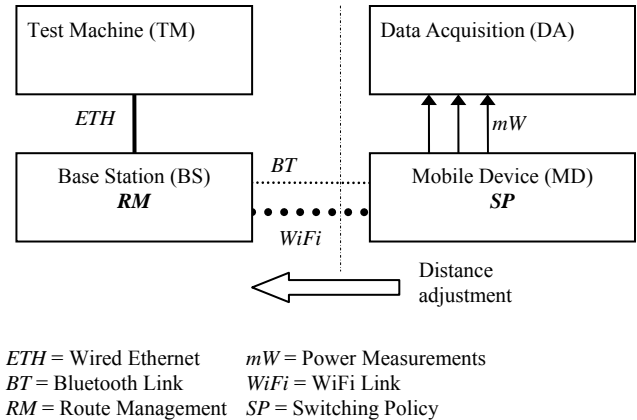 Test Machine (TM)
Data Acquisition (DA)
ETH
mW
Base Station (BS)
RM
BT
WiFi
Mobile Device (MD)
SP
Distance
adjustment
ETH = Wired Ethernet mW = Power Measurements
BT = Bluetooth Link WiFi = WiFi Link
RM = Route Management SP = Switching Policy